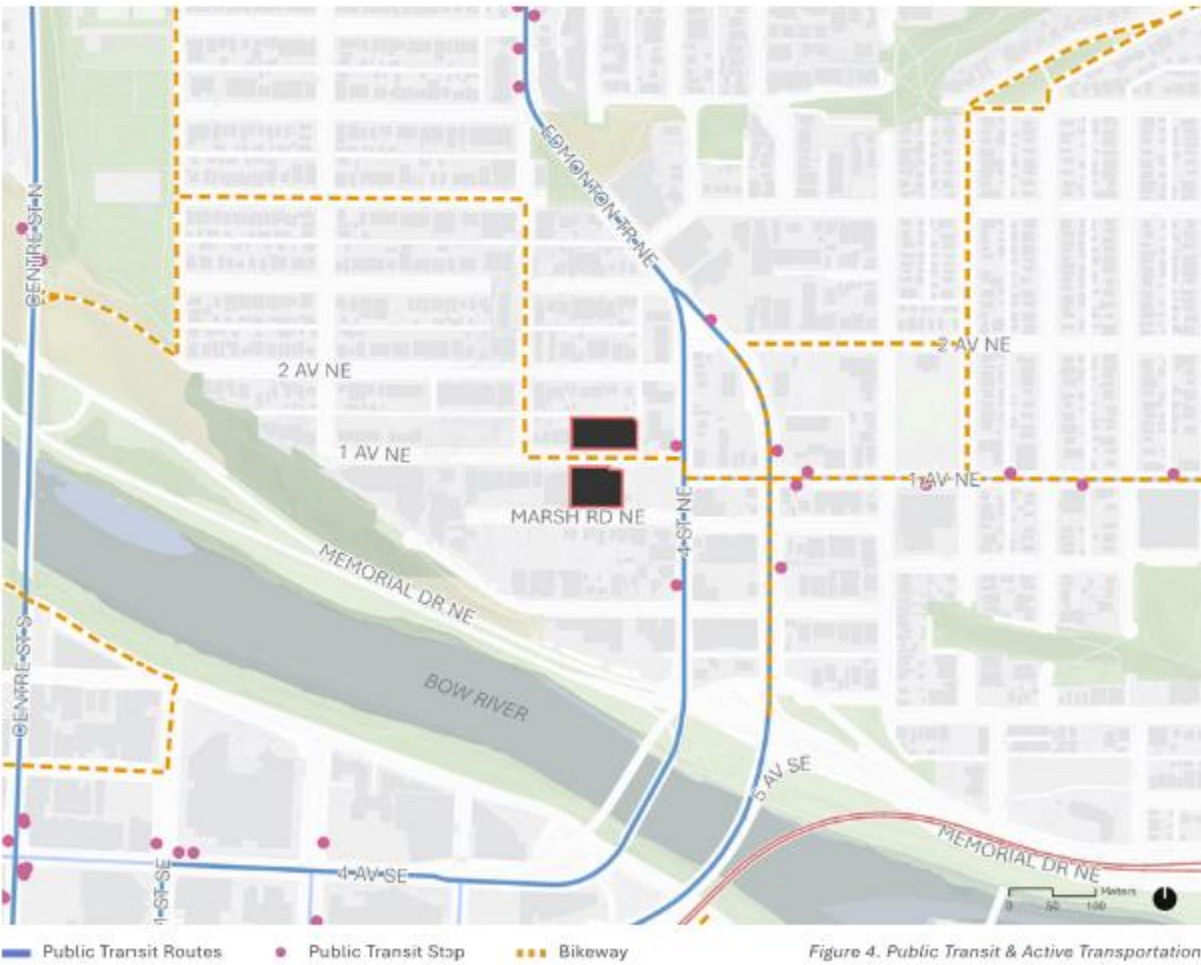 EDMONTON TR NE
CENTRE ST N
2 AV NE
2 AV NE
1 AV NE
1 AV NE
4 ST NE
MARSH RD NE
MEMORIAL DR NE
CENTRE ST S
BOW RIVER
5 AV SE
MEMORIAL DR NE
4 AV SE
1 ST SE
Meters
0 50 100
Public Transit Routes Public Transit Stop Bikeway Figure 4. Public Transit & Active Transportation